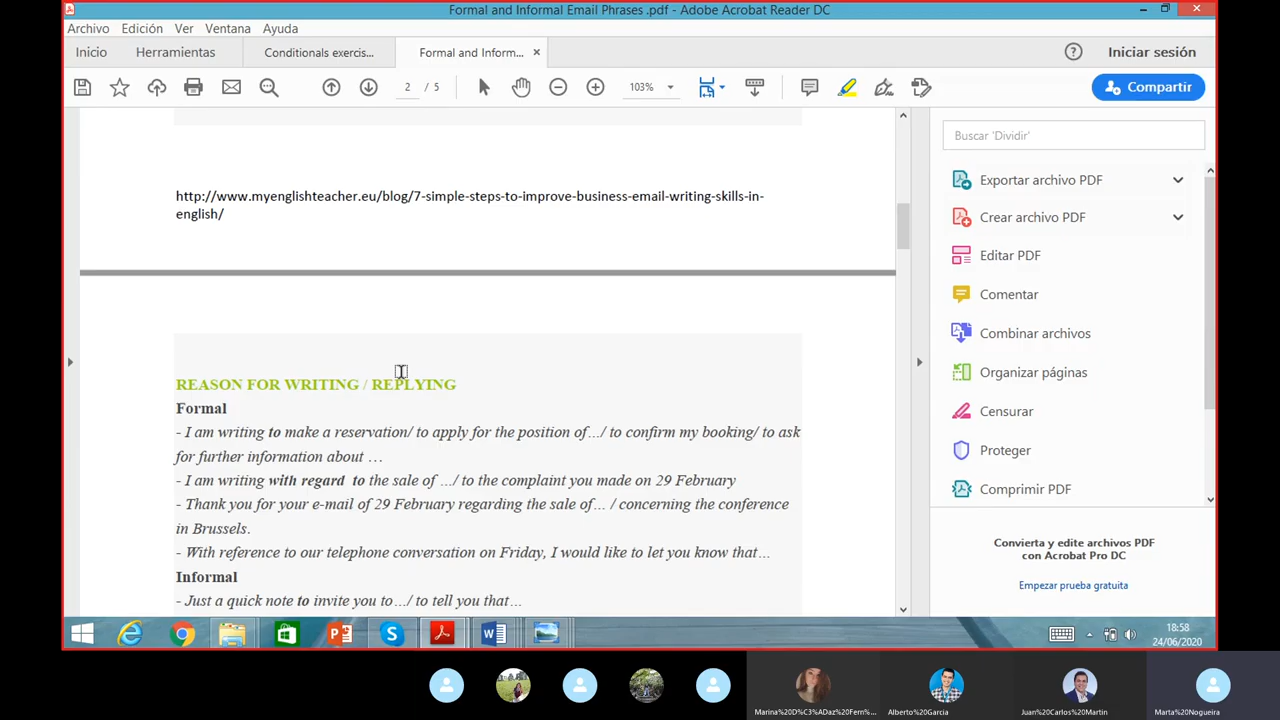 Formal and Informal Email Phrases .pdf - Adobe Acrobat Reader DC
Archivo Edición Ver Ventana Ayuda
Inicio Herramientas Conditionals exercis... Formal and Inform... × ? Iniciar sesión
2 / 5 103% Compartir
http://www.myenglishteacher.eu/blog/7-simple-steps-to-improve-business-email-writing-skills-in-
english/
REASON FOR WRITING / REPLYING
Formal
- I am writing to make a reservation/ to apply for the position of…/ to confirm my booking/ to ask
for further information about …
- I am writing with regard to the sale of …/ to the complaint you made on 29 February
- Thank you for your e-mail of 29 February regarding the sale of… / concerning the conference
in Brussels.
- With reference to our telephone conversation on Friday, I would like to let you know that…
Informal
- Just a quick note to invite you to…/ to tell you that…
Buscar 'Dividir'
Exportar archivo PDF
Crear archivo PDF
Editar PDF
Comentar
Combinar archivos
Organizar páginas
Censurar
Proteger
Comprimir PDF
Convierta y edite archivos PDF
con Acrobat Pro DC
Empezar prueba gratuita
18:58
24/06/2020
Marina%20D%C3%ADaz%20Fern%... Alberto%20Garcia Juan%20Carlos%20Martin Marta%20Nogueira